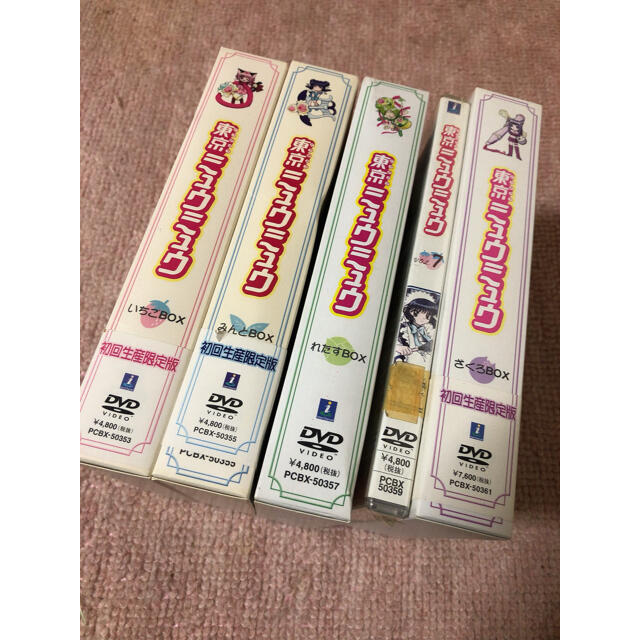 東京ミュウミュウ
いちごBOX
初回生産限定版
i
DVD
VIDEO
¥4,800(税抜)
PCBX-50353
東京ミュウミュウ
みんとBOX
初回生産限定版
i
DVD
VIDEO
¥4,800(税抜)
PCBX-50355
PCBX-50355
東京ミュウミュウ
れたすBOX
i
DVD
VIDEO
¥4,800(税抜)
PCBX-50357
i
東京ミュウミュウ
7
DVD
VIDEO
¥4,800
(税抜)
PCBX
50359
東京ミュウミュウ
ざくろBOX
初回生産限定版
i
DVD
VIDEO
¥7,600(税抜)
PCBX-50361